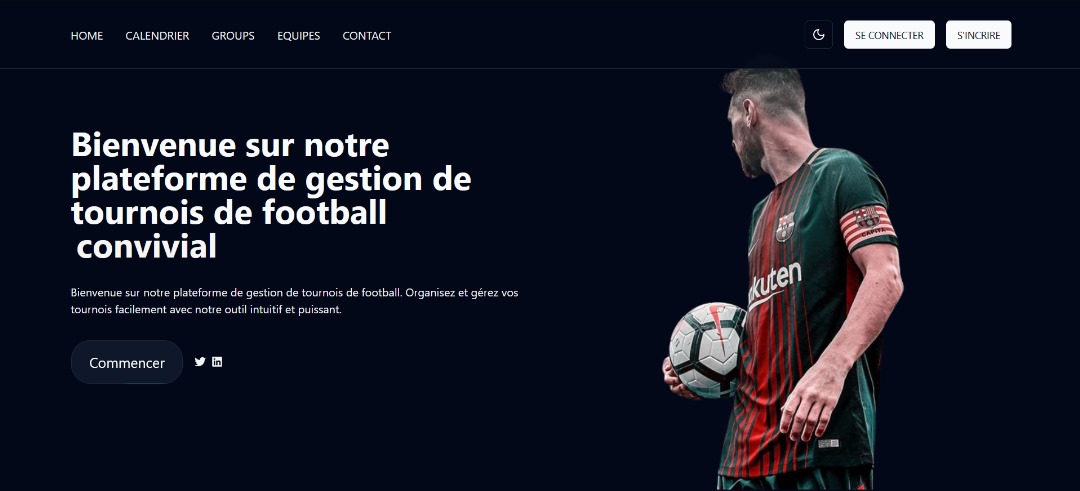 HOME CALENDRIER GROUPS EQUIPES CONTACT SE CONNECTER S'INCRIRE
Bienvenue sur notre
plateforme de gestion de
tournois de football
convivial
Bienvenue sur notre plateforme de gestion de tournois de football. Organisez et gérez vos
tournois facilement avec notre outil intuitif et puissant.
Commencer